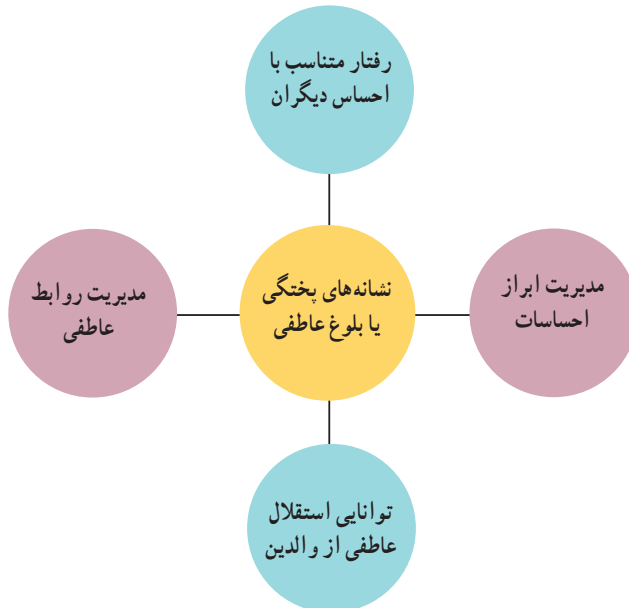 رفتار متناسب با
احساس دیگران
مدیریت ابراز
احساسات
نشانه‌های پختگی
یا بلوغ عاطفی
مدیریت روابط
عاطفی
توانایی استقلال
عاطفی از والدین